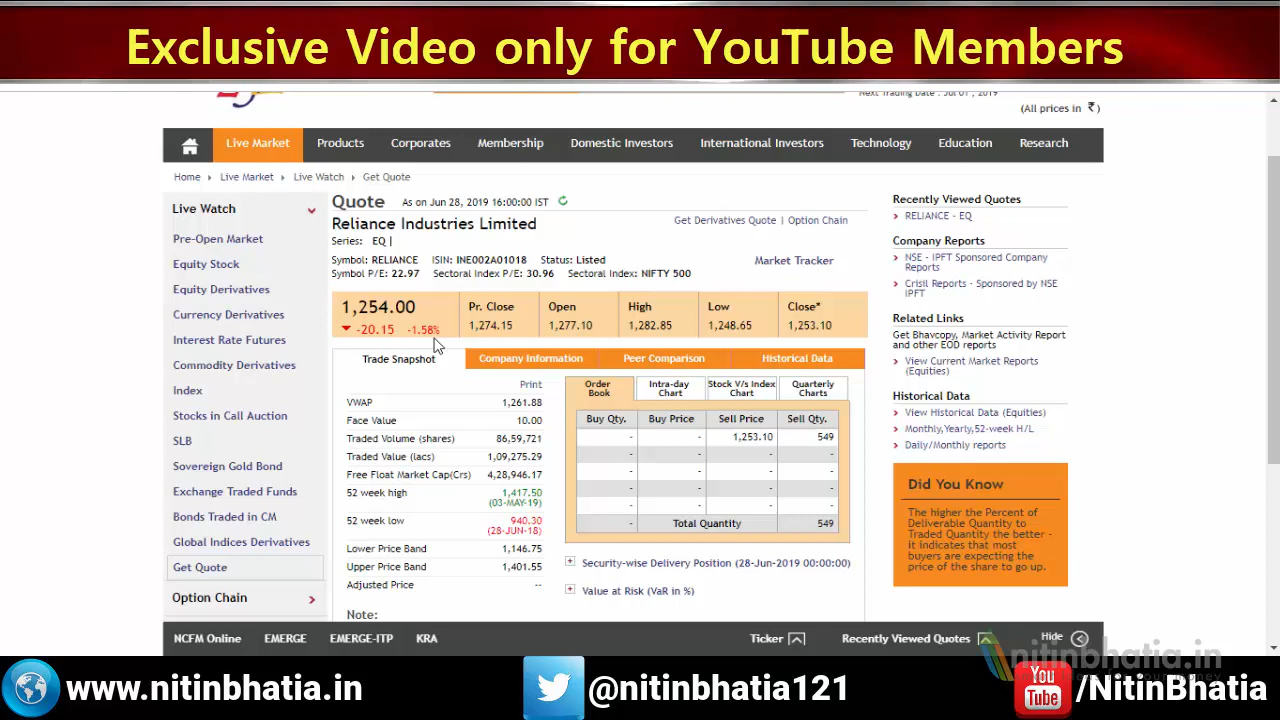 Exclusive Video only for YouTube Members
Next Trading Date : Jul 01 , 2019
(All prices in ₹)
Live Market Products Corporates Membership Domestic Investors International Investors Technology Education Research
Home Live Market Live Watch Get Quote
Live Watch
Pre-Open Market
Equity Stock
Equity Derivatives
Currency Derivatives
Interest Rate Futures
Commodity Derivatives
Index
Stocks in Call Auction
SLB
Sovereign Gold Bond
Exchange Traded Funds
Bonds Traded in CM
Global Indices Derivatives
Get Quote
Option Chain
Quote As on Jun 28, 2019 16:00:00 IST
Reliance Industries Limited
Get Derivatives Quote | Option Chain
Series: EQ |
Symbol: RELIANCE ISIN: INE002A01018 Status: Listed
Market Tracker
Symbol P/E: 22.97 Sectoral Index P/E: 30.96 Sectoral Index: NIFTY 500
1,254.00 Pr. Close Open High Low Close*
-20.15 -1.58% 1,274.15 1,277.10 1,282.85 1,248.65 1,253.10
Trade Snapshot Company Information Peer Comparison Historical Data
Print
VWAP 1,261.88
Face Value 10.00
Traded Volume (shares) 86,59,721
Traded Value (lacs) 1,09,275.29
Free Float Market Cap(Crs) 4,28,946.17
52 week high 1,417.50
(03-MAY-19)
52 week low 940.30
(28-JUN-18)
Lower Price Band 1,146.75
Upper Price Band 1,401.55
Adjusted Price --
Note:
Order Book Intra-day Chart Stock V/s Index Chart Quarterly Charts
Buy Qty. Buy Price Sell Price Sell Qty.
- - 1,253.10 549
- - - -
- - - -
- - - -
- - - -
- Total Quantity 549
Security-wise Delivery Position (28-Jun-2019 00:00:00)
Value at Risk (VaR in %)
Recently Viewed Quotes
RELIANCE - EQ
Company Reports
NSE - IPFT Sponsored Company
Reports
Crisil Reports - Sponsored by NSE
IPFT
Related Links
Get Bhavcopy, Market Activity Report
and other EOD reports
View Current Market Reports
(Equities)
Historical Data
View Historical Data (Equities)
Monthly,Yearly,52-week H/L
Daily/Monthly reports
Did You Know
The higher the Percent of
Deliverable Quantity to
Traded Quantity the better -
it indicates that most
buyers are expecting the
price of the share to go up.
NCFM Online EMERGE EMERGE-ITP KRA Ticker Recently Viewed Quotes Hide
nitinbhatia.in
www.nitinbhatia.in @nitinbhatia121 You Tube /NitinBhatia